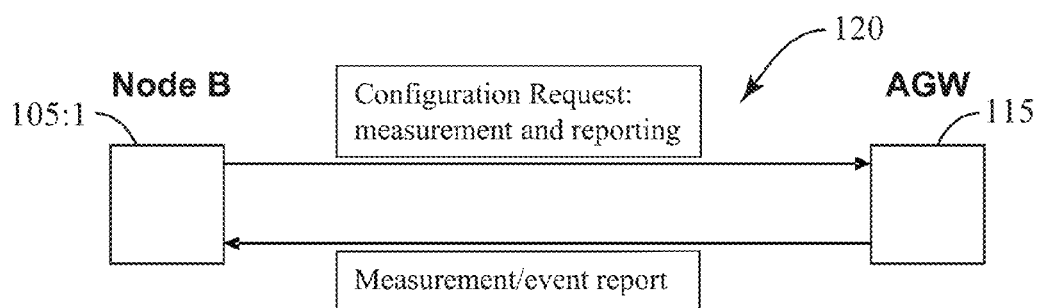 120
Node B
AGW
105:1
Configuration Request:
measurement and reporting
115
Measurement/event report